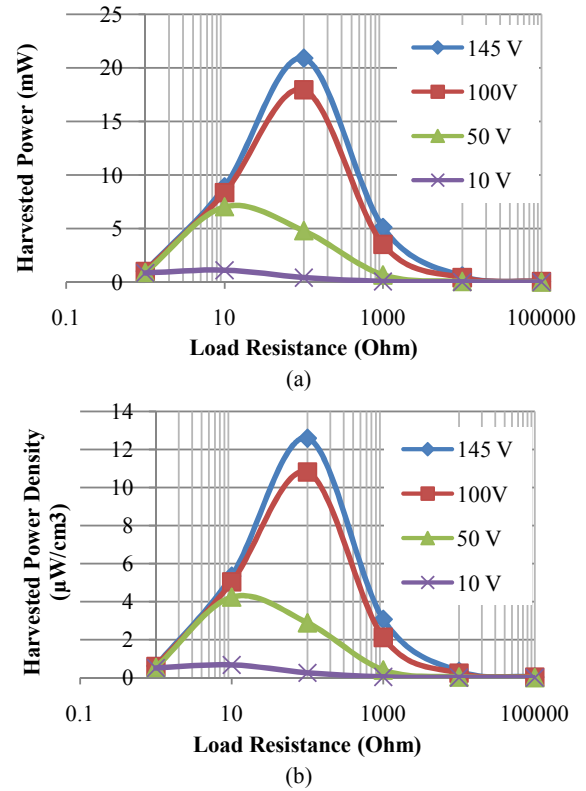 25
20
15
10
5
0
0.1
10
1000
100000
Harvested Power (mW)
Load Resistance (Ohm)
145 V
100V
50 V
10 V
(a)
14
12
10
8
6
4
2
0
0.1
10
1000
100000
Harvested Power Density
(µW/cm3)
Load Resistance (Ohm)
145 V
100V
50 V
10 V
(b)